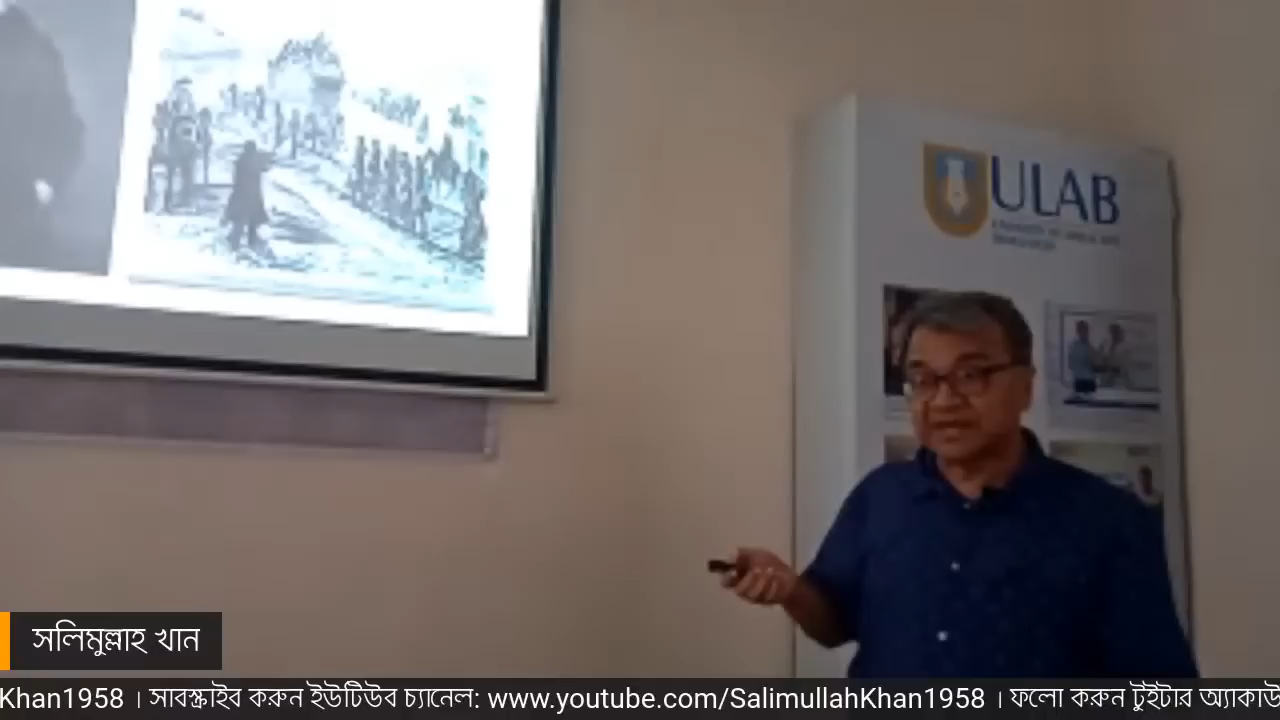 ULAB
সলিমুল্লাহ খান
Khan1958 । সাবস্ক্রাইব করুন ইউটিউব চ্যানেল: www.youtube.com/SalimullahKhan1958 । ফলো করুন টুইটার অ্যাকাউ